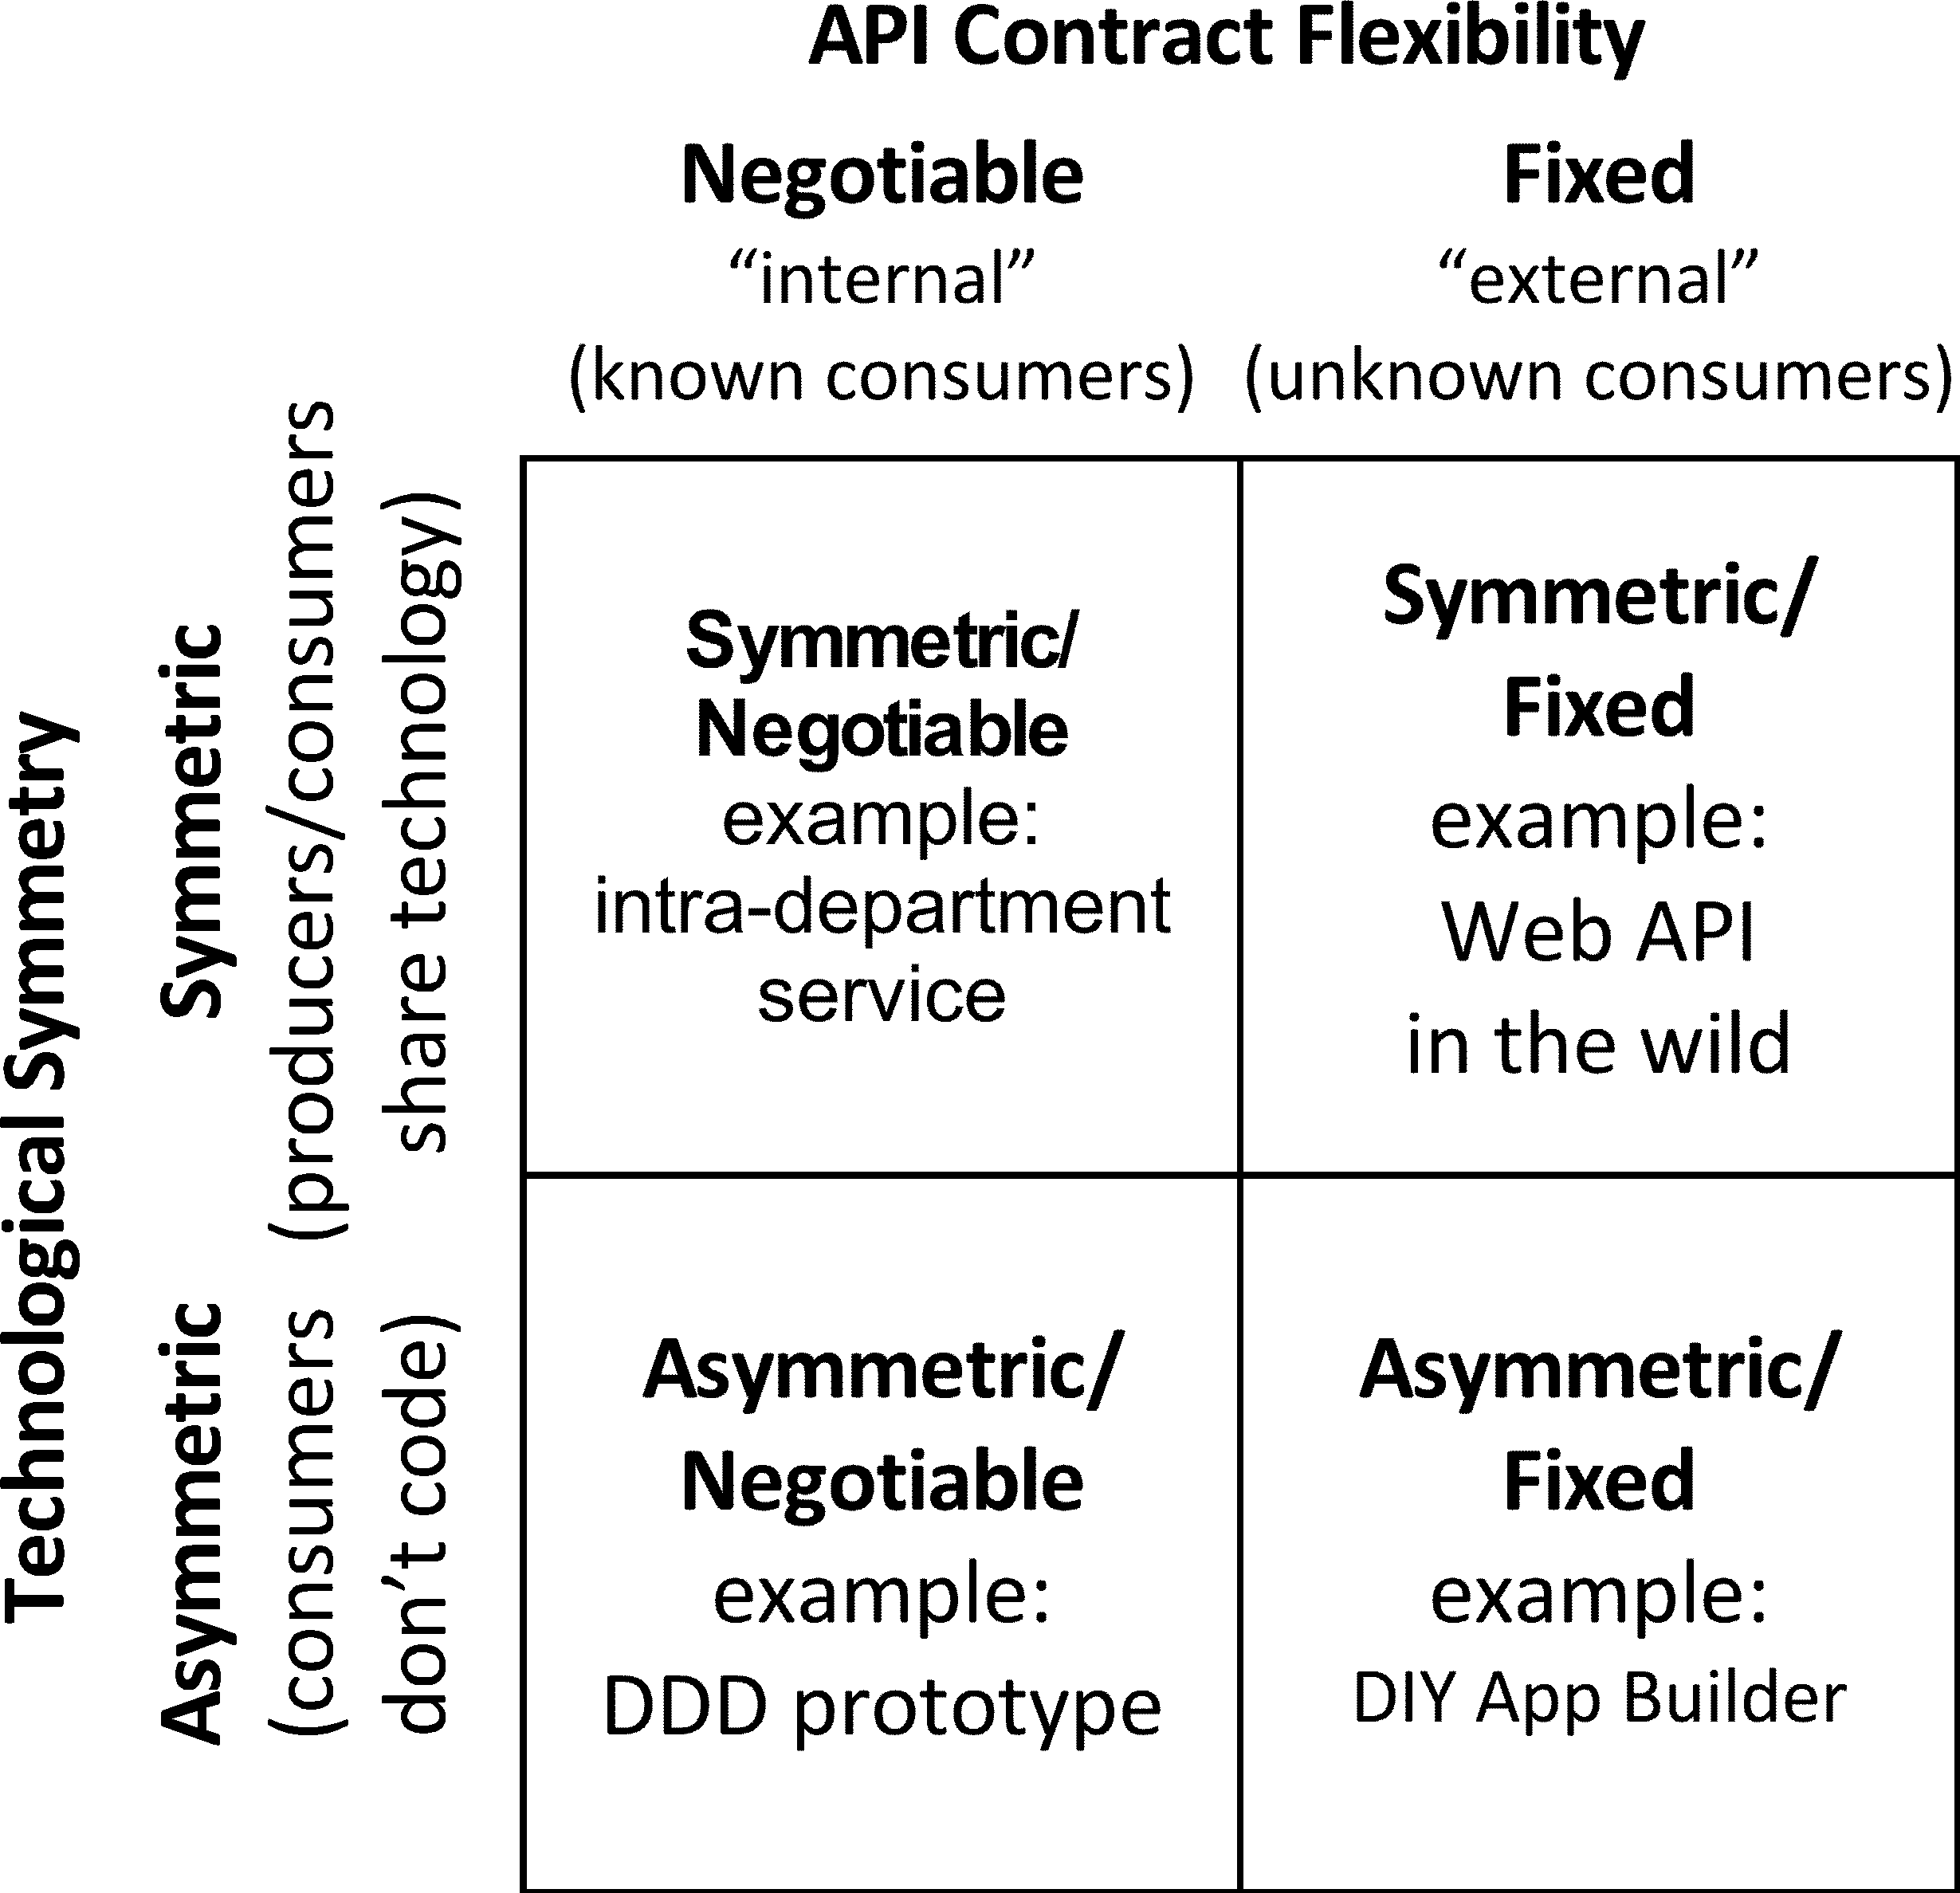 API Contract Flexibility
Negotiable
“internal”
(known consumers)
Fixed
“external”
(unknown consumers)
Technological Symmetry
Symmetric
(producers/consumers
share technology)
Symmetric/
Negotiable
example:
intra-department
service
Symmetric/
Fixed
example:
Web API
in the wild
Asymmetric
(consumers
don’t code)
Asymmetric/
Negotiable
example:
DDD prototype
Asymmetric/
Fixed
example:
DIY App Builder